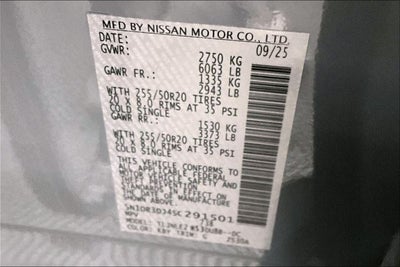 MFD BY NISSAN MOTOR CO., LTD.
DATE: 09/25
GVWR: 2750 KG
6063 LB
GAWR FR.: 1335 KG
2943 LB
WITH 255/50R20 TIRES
20 X 8.0 RIMS AT 35 PSI
COLD SINGLE
GAWR RR.: 1530 KG
3373 LB
WITH 255/50R20 TIRES
20 X 8.0 RIMS AT 35 PSI
COLD SINGLE
THIS VEHICLE CONFORMS
TO ALL APPLICABLE
FEDERAL MOTOR
VEHICLE SAFETY AND
THEFT PREVENTION
STANDARDS IN
EFFECT ON THE DATE
OF MANUFACTURE
SHOWN ABOVE.
MPV
MODEL
COLOR: KBY TRIM: G